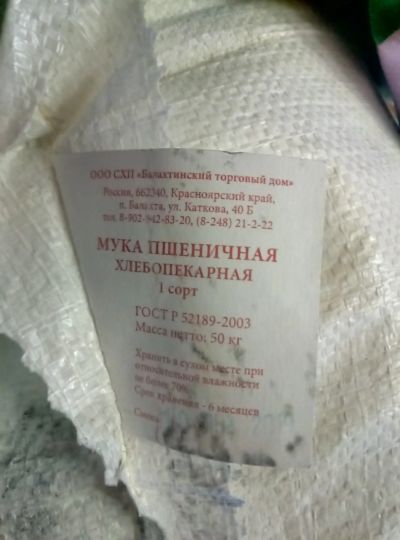 ООО СХП «Балахтинский торговый дом»
Россия, 662340, Красноярский край,
п. Балахта, ул. Каткова, 40 Б
тел. 8-902-942-83-20, (8-248) 21-2-22
МУКА ПШЕНИЧНАЯ
ХЛЕБОПЕКАРНАЯ
1 сорт
ГОСТ Р 52189-2003
Масса нетто: 50 кг
Хранить в сухом месте при
относительной влажности
не более 70%
Срок хранения - 6 месяцев
Смена